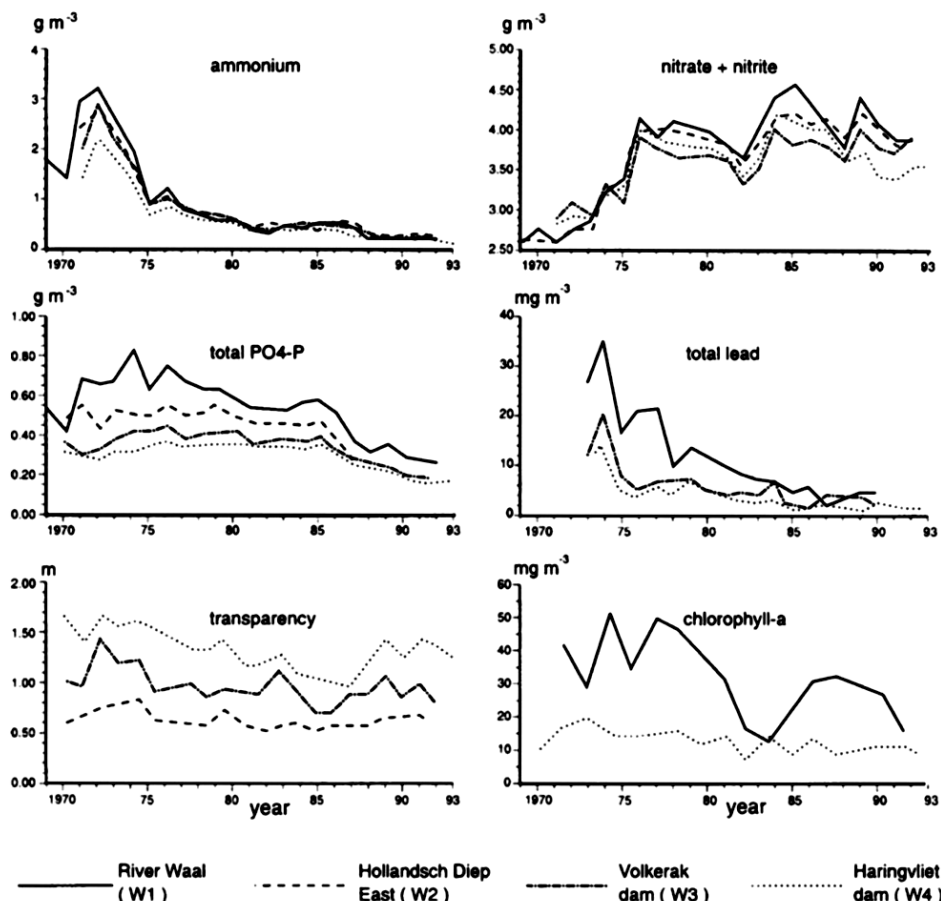 g m⁻³
ammonium
4
3
2
1
0
1970 75 80 85 90 93
g m⁻³
nitrate + nitrite
5.00
4.50
4.00
3.50
3.00
2.50
1970 75 80 85 90 93
g m⁻³
total PO4-P
1.00
0.80
0.60
0.40
0.20
0.00
1970 75 80 85 90 93
mg m⁻³
total lead
40
30
20
10
0
1970 75 80 85 90 93
m
transparency
2.00
1.50
1.00
0.50
0.00
1970 75 80 85 90 93
year
mg m⁻³
chlorophyll-a
60
50
40
30
20
10
0
1970 75 80 85 90 93
year
River Waal
(W1)
Hollandsch Diep
East (W2)
Volkerak
dam (W3)
Haringvliet
dam (W4)